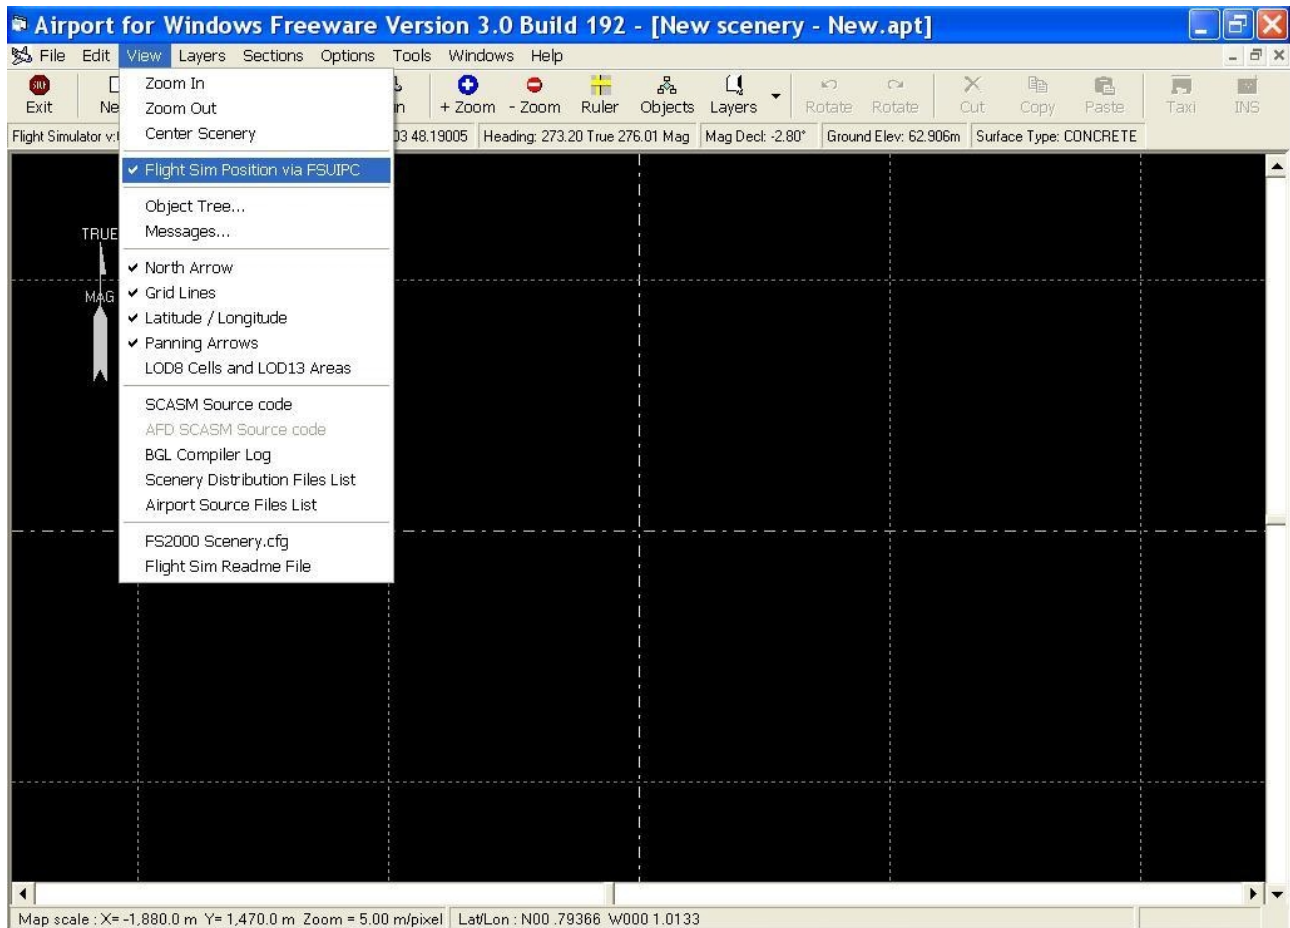 Airport for Windows Freeware Version 3.0 Build 192 - [New scenery - New.apt]
File Edit View Layers Sections Options Tools Windows Help
STOP
Exit Ne n + Zoom - Zoom Ruler Objects Layers Rotate Rotate Cut Copy Paste Taxi INS
Flight Simulator v: 03 48.19005 Heading: 273.20 True 276.01 Mag Mag Decl: -2.80° Ground Elev: 62.906m Surface Type: CONCRETE
Zoom In
Zoom Out
Center Scenery
Flight Sim Position via FSUIPC
Object Tree...
Messages...
North Arrow
Grid Lines
Latitude / Longitude
Panning Arrows
LOD8 Cells and LOD13 Areas
SCASM Source code
AFD SCASM Source code
BGL Compiler Log
Scenery Distribution Files List
Airport Source Files List
FS2000 Scenery.cfg
Flight Sim Readme File
TRUE
MAG
Map scale : X= -1,880.0 m Y= 1,470.0 m Zoom = 5.00 m/pixel Lat/Lon : N00 .79366 W000 1.0133